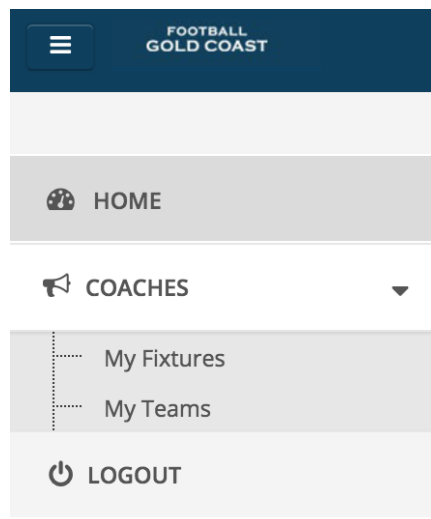 FOOTBALL
GOLD COAST
HOME
COACHES
My Fixtures
My Teams
LOGOUT